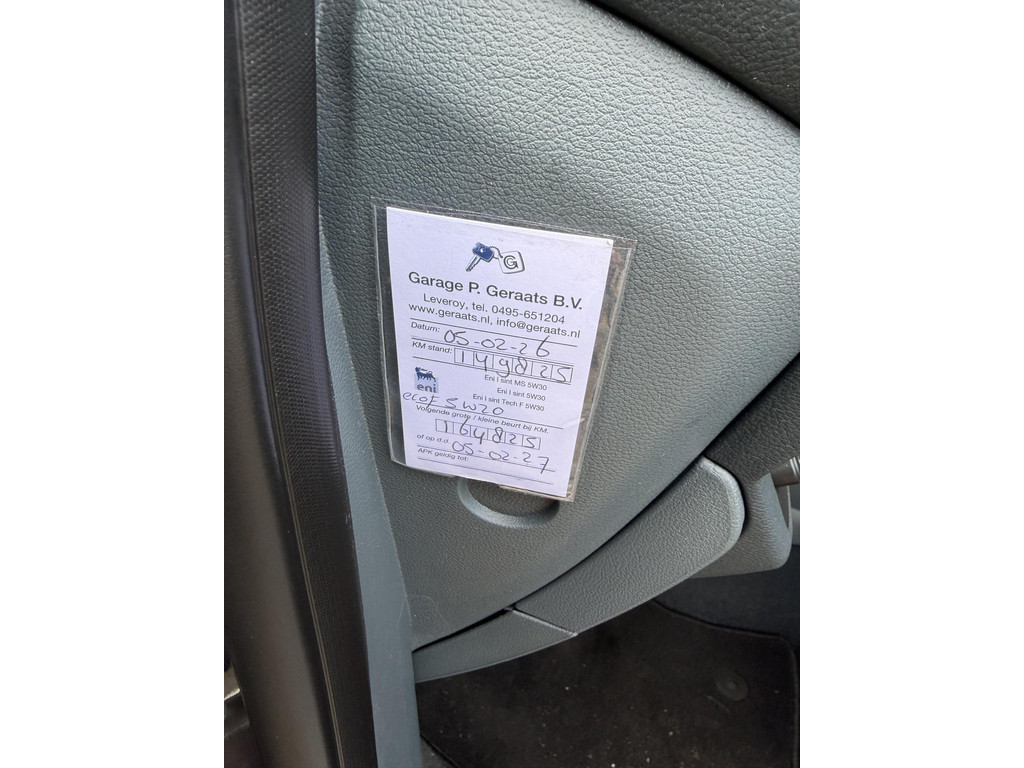 G
Garage P. Geraats B.V.
Leveroy, tel. 0495-651204
www.geraats.nl, info@geraats.nl
Datum: 05-02-26
KM stand: 149825
Eni I sint MS 5W30
Eni I sint 5W30
Eni I sint Tech F 5W30
eni
ecoF 5W20
Volgende grote / kleine beurt bij KM.
164825
of op d.d. 05-02-27
APK geldig tot: